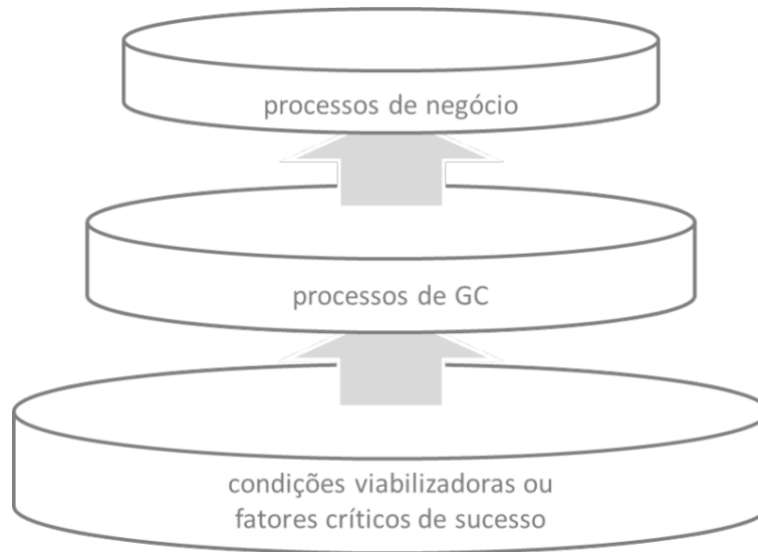 processos de negócio
processos de GC
condições viabilizadoras ou
fatores críticos de sucesso